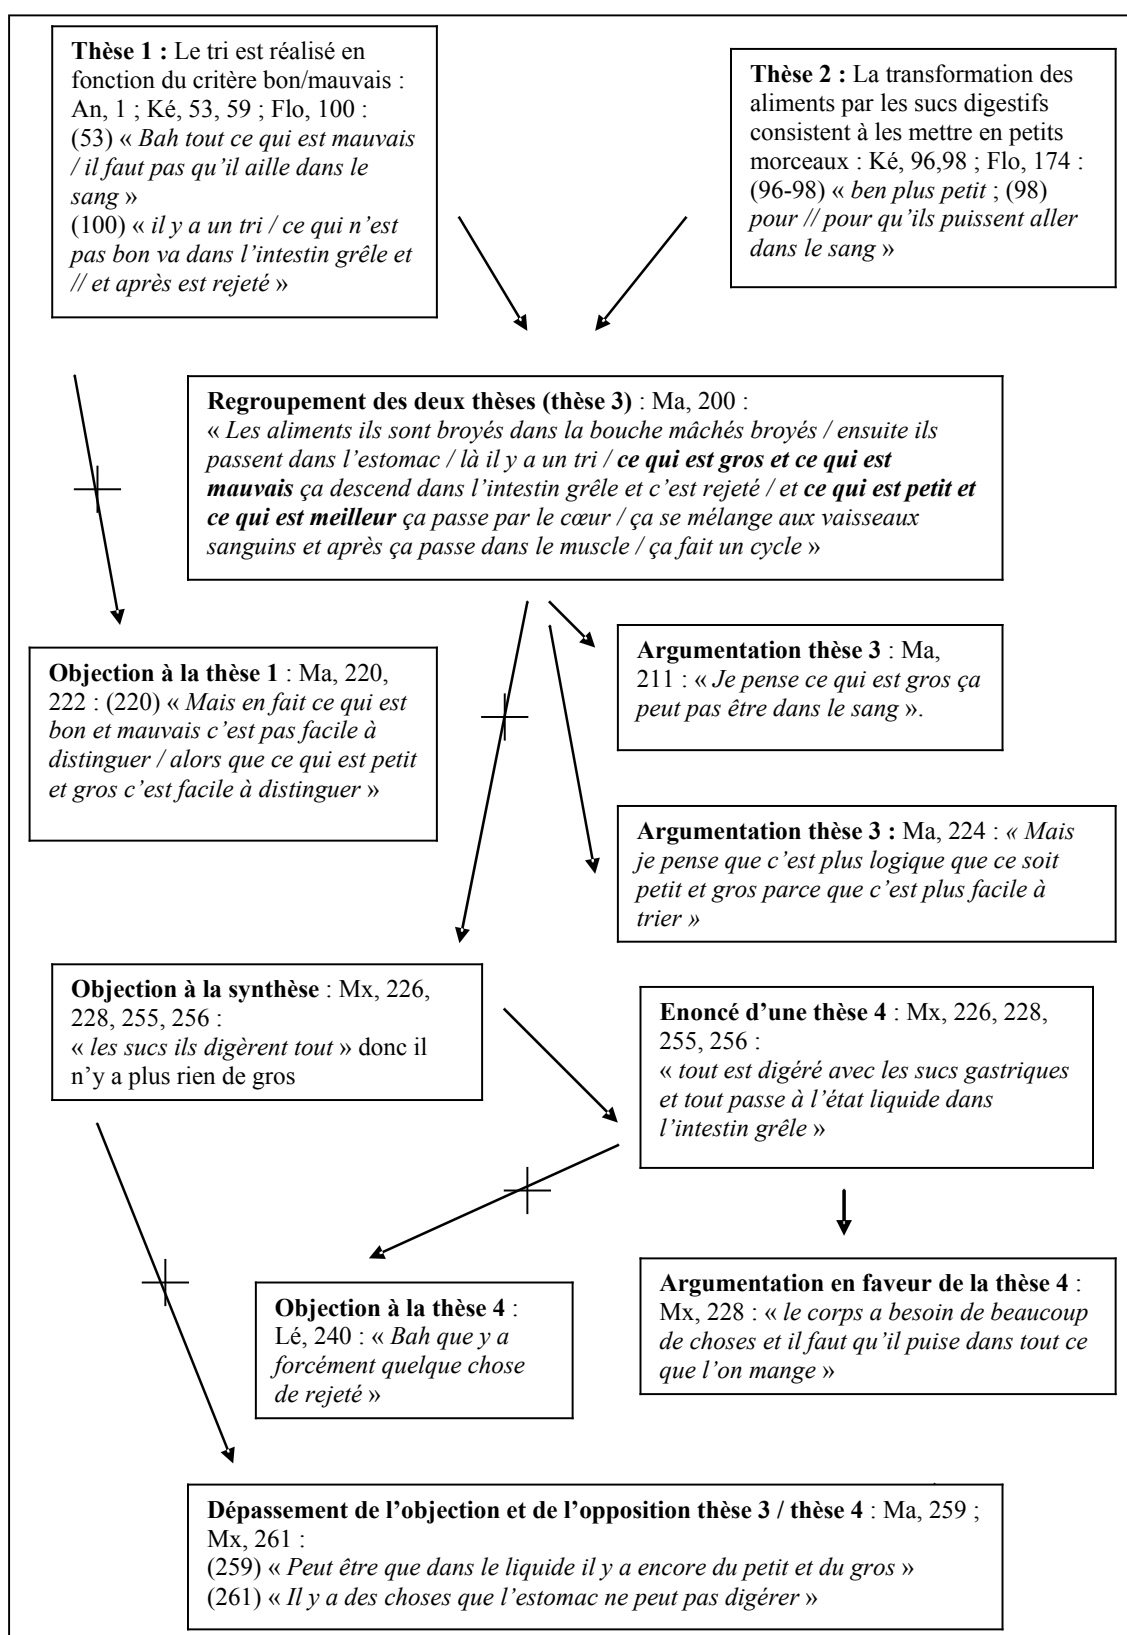 Thèse 1 : Le tri est réalisé en
fonction du critère bon/mauvais :
An, 1 ; Ké, 53, 59 ; Flo, 100 :
(53) « Bah tout ce qui est mauvais
/ il faut pas qu’il aille dans le
sang »
(100) « il y a un tri / ce qui n’est
pas bon va dans l’intestin grêle et
// et après est rejeté »
Thèse 2 : La transformation des
aliments par les sucs digestifs
consistent à les mettre en petits
morceaux : Ké, 96,98 ; Flo, 174 :
(96-98) « ben plus petit ; (98)
pour // pour qu’ils puissent aller
dans le sang »
Regroupement des deux thèses (thèse 3) : Ma, 200 :
« Les aliments ils sont broyés dans la bouche mâchés broyés / ensuite ils
passent dans l’estomac / là il y a un tri / ce qui est gros et ce qui est
mauvais ça descend dans l’intestin grêle et c’est rejeté / et ce qui est petit et
ce qui est meilleur ça passe par le cœur / ça se mélange aux vaisseaux
sanguins et après ça passe dans le muscle / ça fait un cycle »
Objection à la thèse 1 : Ma, 220,
222 : (220) « Mais en fait ce qui est
bon et mauvais c’est pas facile à
distinguer / alors que ce qui est petit
et gros c’est facile à distinguer »
Argumentation thèse 3 : Ma,
211 : « Je pense ce qui est gros ça
peut pas être dans le sang ».
Argumentation thèse 3 : Ma, 224 : « Mais
je pense que c’est plus logique que ce soit
petit et gros parce que c’est plus facile à
trier »
Objection à la synthèse : Mx, 226,
228, 255, 256 :
« les sucs ils digèrent tout » donc il
n’y a plus rien de gros
Enoncé d’une thèse 4 : Mx, 226, 228,
255, 256 :
« tout est digéré avec les sucs gastriques
et tout passe à l’état liquide dans
l’intestin grêle »
Objection à la thèse 4 :
Lé, 240 : « Bah que y a
forcément quelque chose
de rejeté »
Argumentation en faveur de la thèse 4 :
Mx, 228 : « le corps a besoin de beaucoup
de choses et il faut qu’il puise dans tout ce
que l’on mange »
Dépassement de l’objection et de l’opposition thèse 3 / thèse 4 : Ma, 259 ;
Mx, 261 :
(259) « Peut être que dans le liquide il y a encore du petit et du gros »
(261) « Il y a des choses que l’estomac ne peut pas digérer »